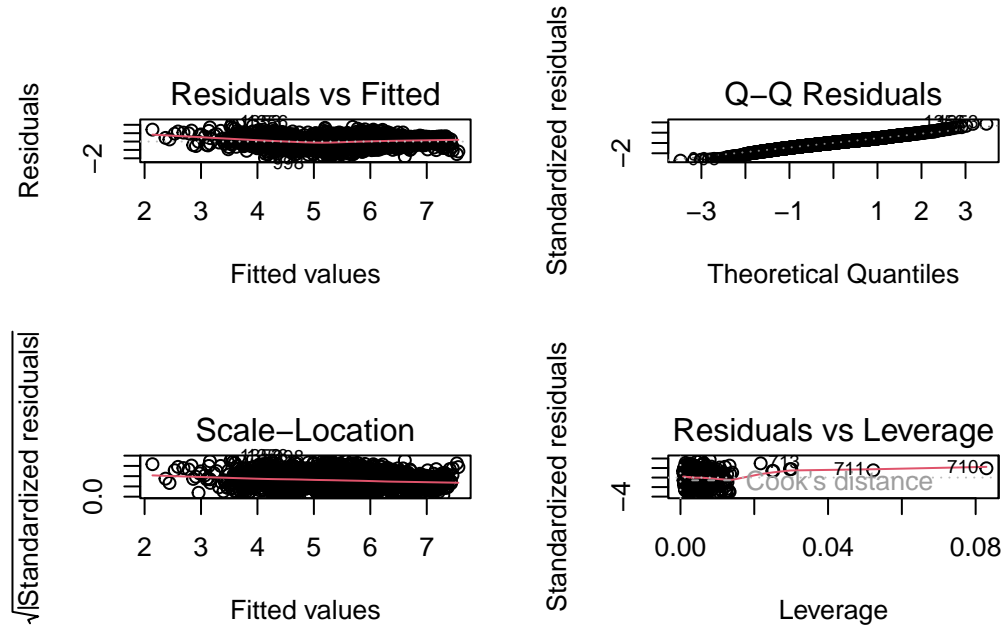 Residuals vs Fitted
Residuals
−2
998
2 3 4 5 6 7
Fitted values
Q−Q Residuals
Standardized residuals
−2
−3 −1 1 2 3
Theoretical Quantiles
Scale−Location
√|Standardized residuals|
0.0
2 3 4 5 6 7
Fitted values
Residuals vs Leverage
Standardized residuals
−4
713
711
710
Cook's distance
0.00 0.04 0.08
Leverage